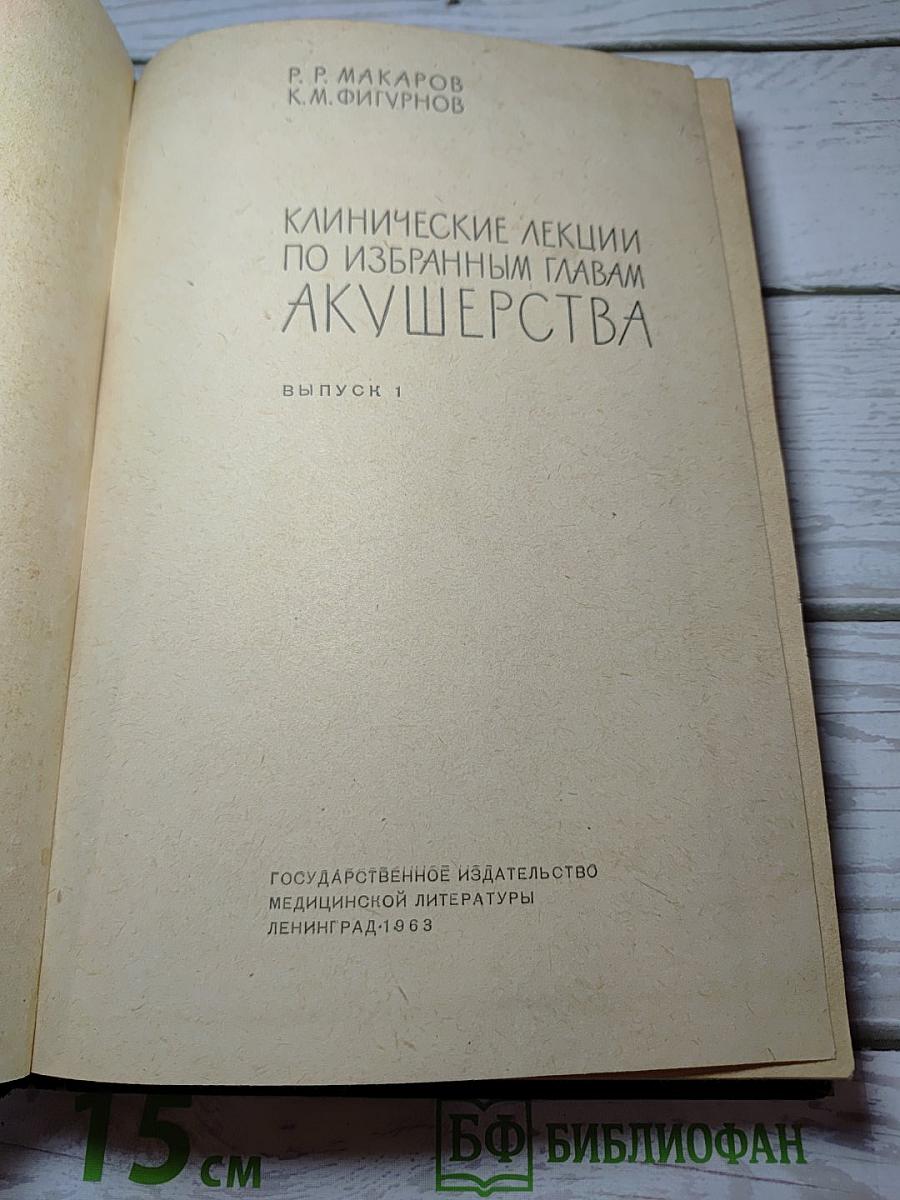 Р. Р. МАКАРОВ
К. М. ФИГУРНОВ
КЛИНИЧЕСКИЕ ЛЕКЦИИ
ПО ИЗБРАННЫМ ГЛАВАМ
АКУШЕРСТВА
ВЫПУСК 1
ГОСУДАРСТВЕННОЕ ИЗДАТЕЛЬСТВО
МЕДИЦИНСКОЙ ЛИТЕРАТУРЫ
ЛЕНИНГРАД·1963
15 см
БФ БИБЛИОФАН